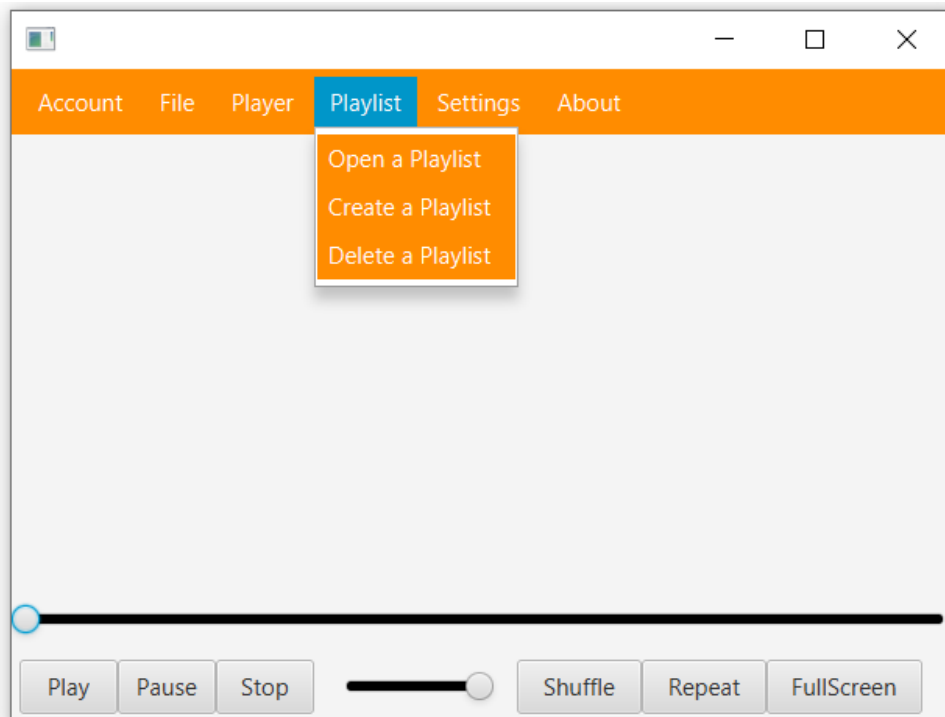 Account File Player Playlist Settings About
Open a Playlist
Create a Playlist
Delete a Playlist
Play Pause Stop Shuffle Repeat FullScreen